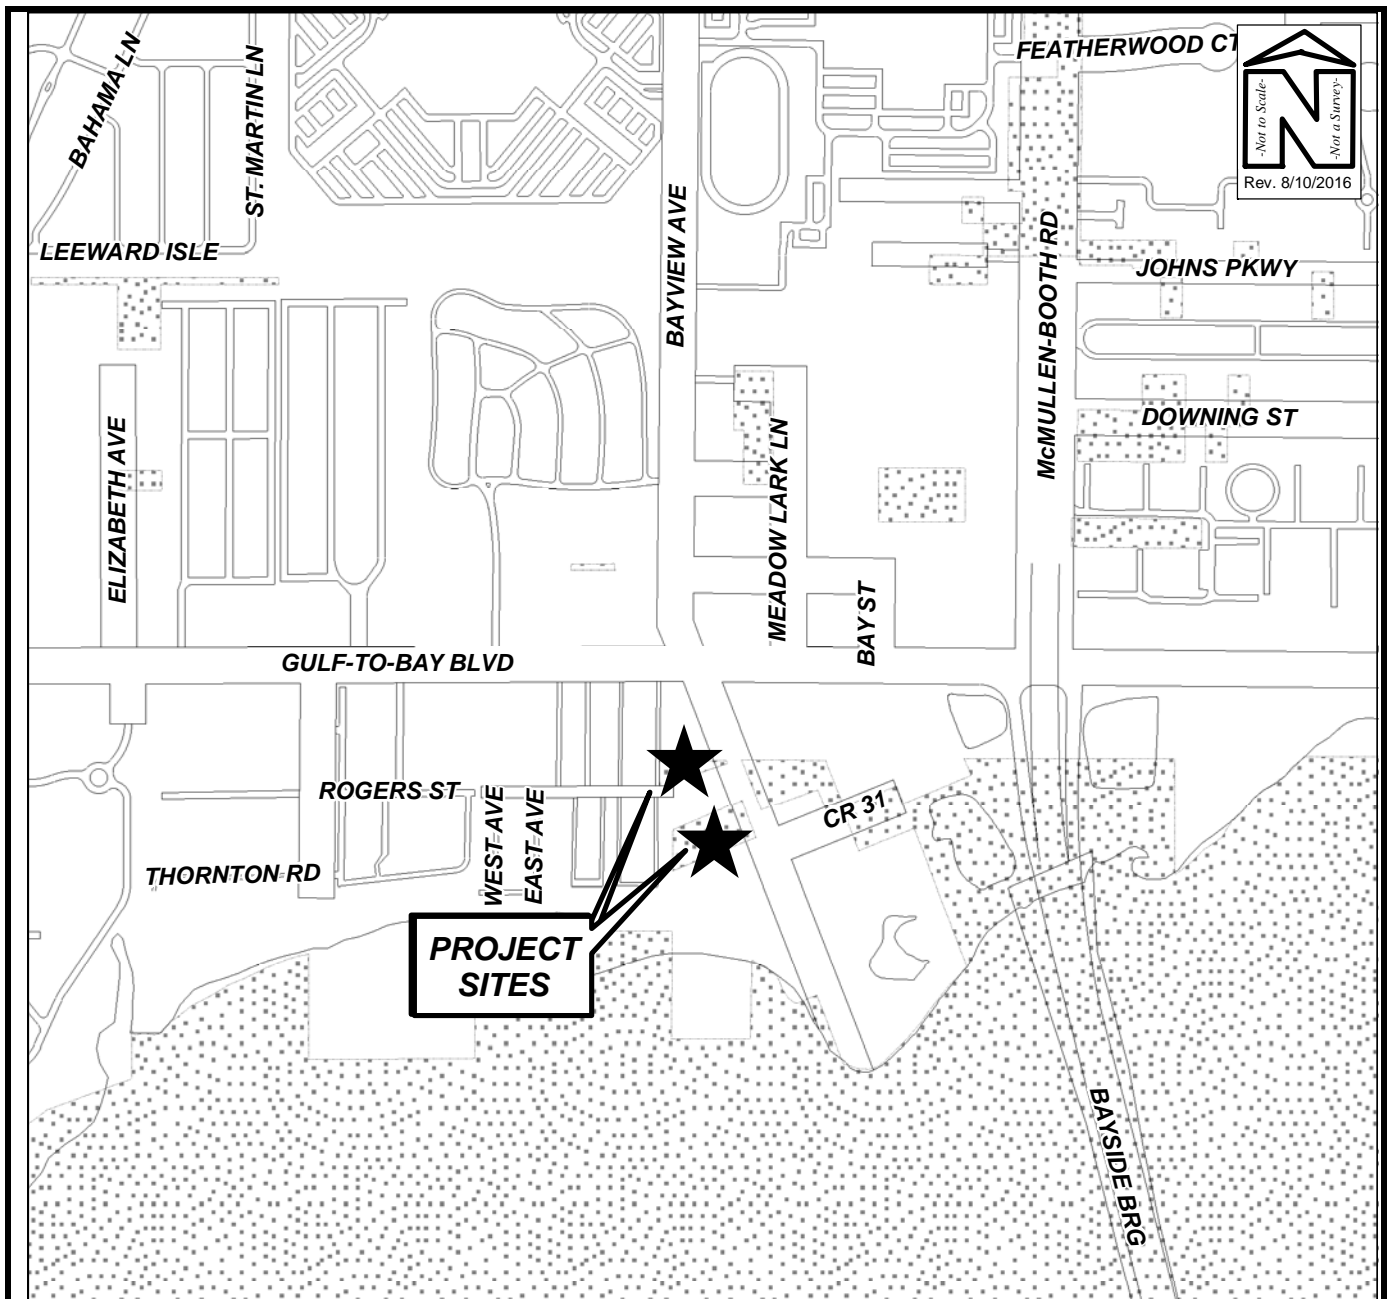 FEATHERWOOD CT
-Not to Scale-
N
-Not a Survey-
Rev. 8/10/2016
BAHAMA LN
ST. MARTIN LN
LEEWARD ISLE
BAYVIEW AVE
McMULLEN-BOOTH RD
JOHNS PKWY
ELIZABETH AVE
MEADOW LARK LN
DOWNING ST
BAY ST
GULF-TO-BAY BLVD
ROGERS ST
WEST AVE
EAST AVE
CR 31
THORNTON RD
PROJECT
SITES
BAYSIDE BRG